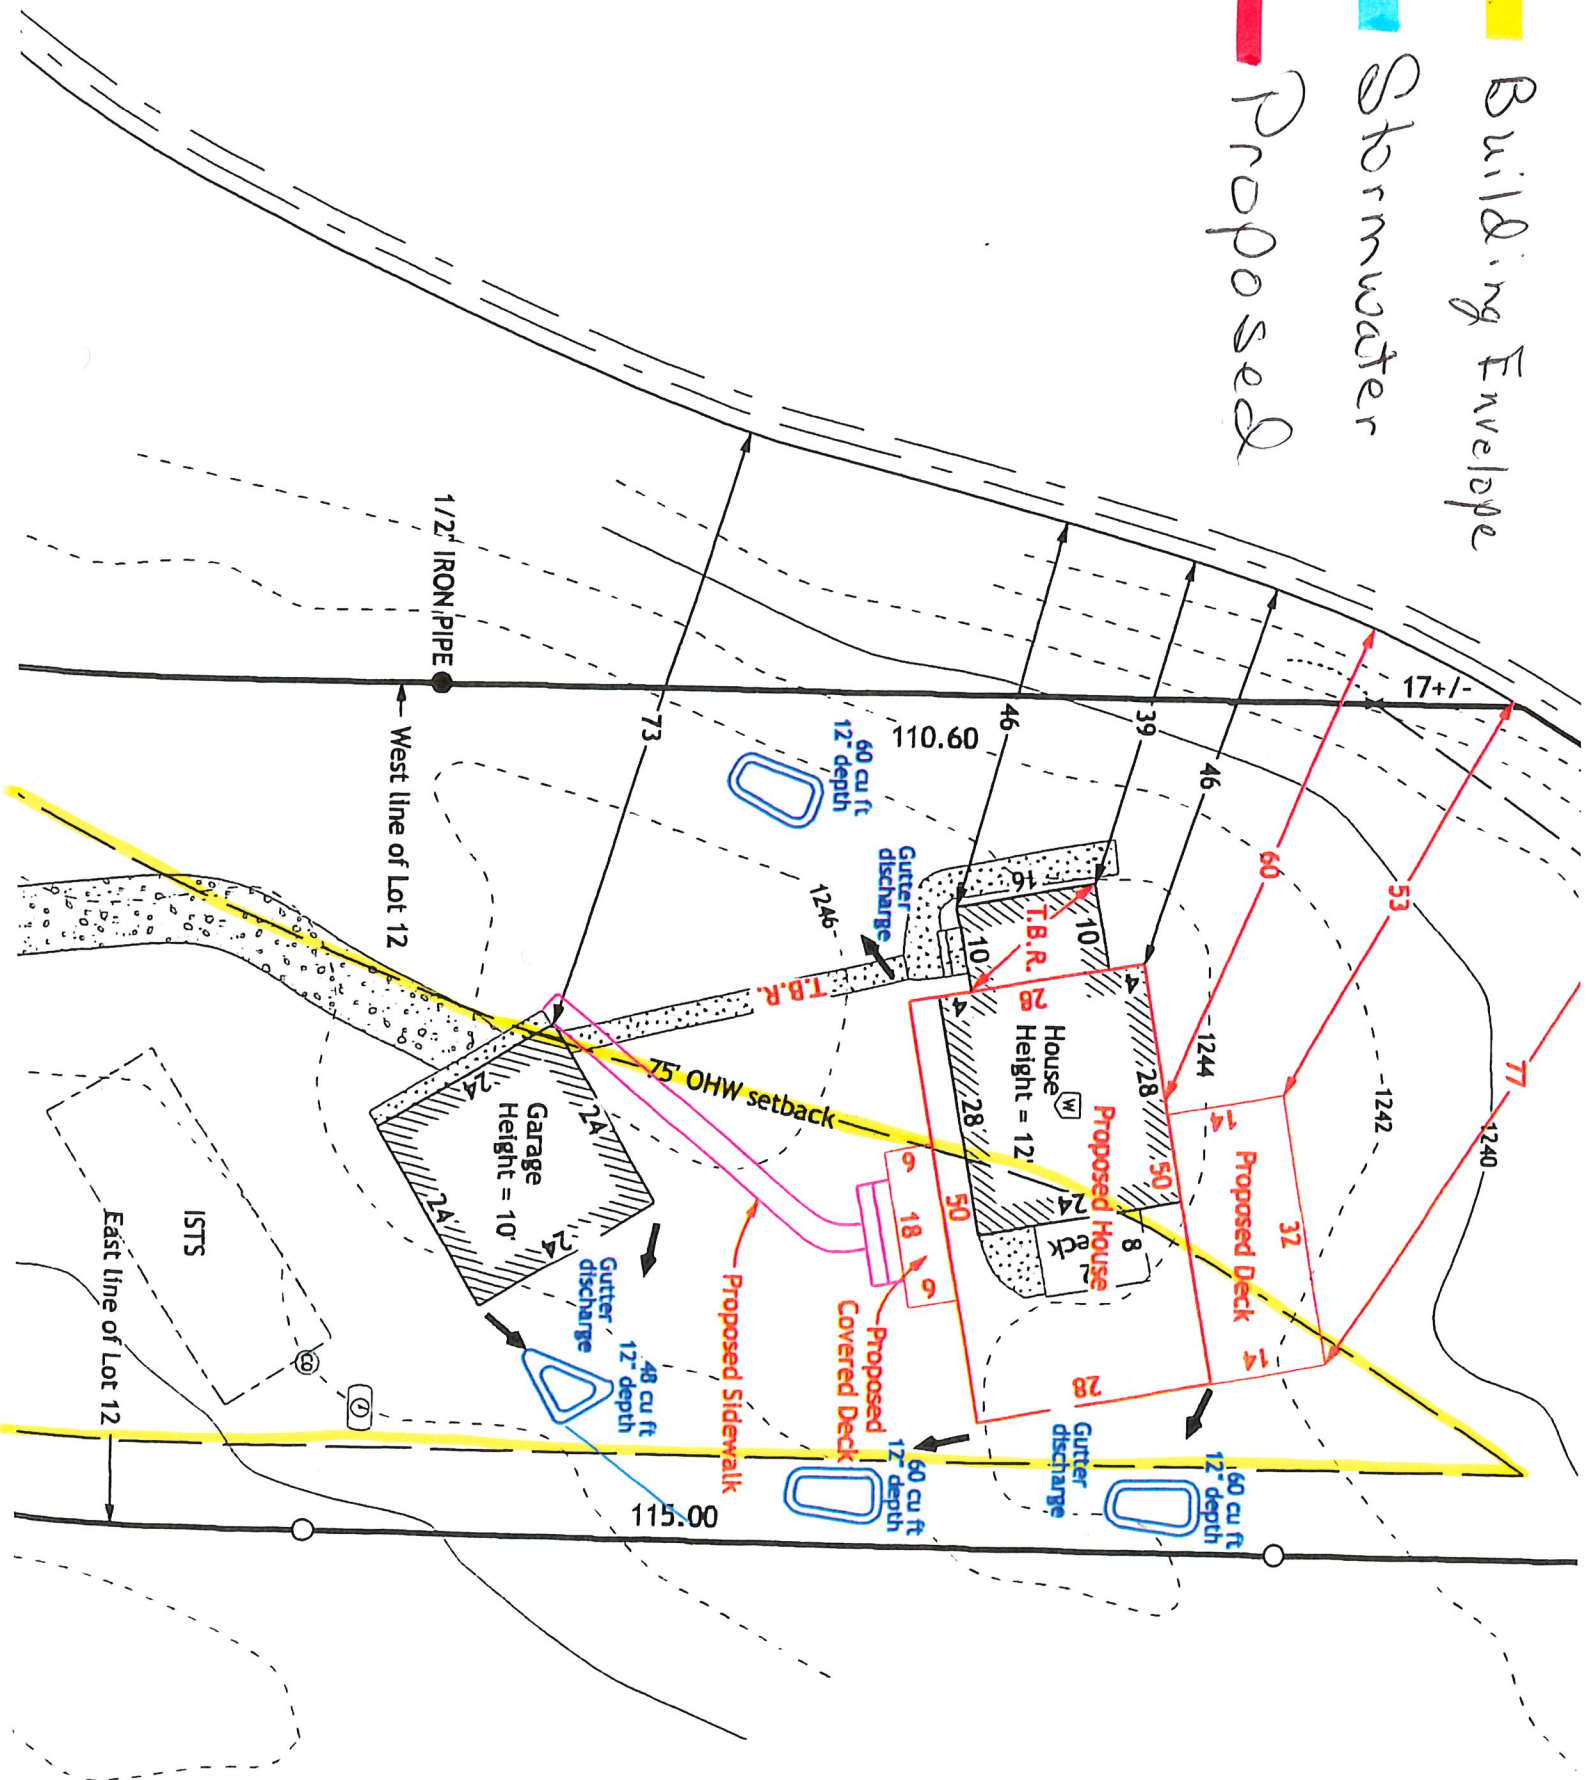 Building Envelope
Stormwater
Proposed
17+/-
110.60
73
46
39
46
60
53
77
1/2" IRON PIPE
West line of Lot 12
60 cu ft
12" depth
Gutter
discharge
1246
T.B.R.
16
T.B.R.
10
10
4
4
28
House
Height = 12'
W
28
28
24
1244
1242
1240
Proposed House
50
50
28
14
Proposed Deck
32
14
8
Deck
75' OHW setback
6
18
6
Proposed
Covered Deck
Proposed Sidewalk
Garage
Height = 10'
24
24
24
24
Gutter
discharge
48 cu ft
12" depth
60 cu ft
12" depth
Gutter
discharge
60 cu ft
12" depth
ISTS
CO
East line of Lot 12
115.00